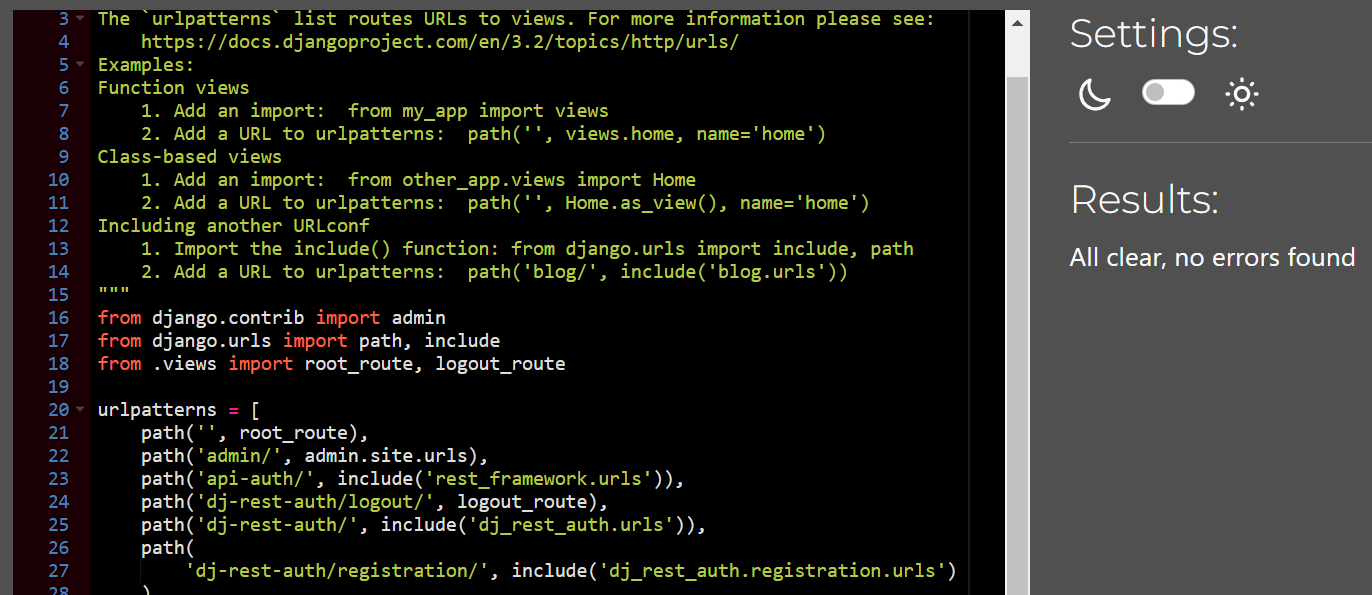 3 The `urlpatterns` list routes URLs to views. For more information please see:
4     https://docs.djangoproject.com/en/3.2/topics/http/urls/
5 Examples:
6 Function views
7     1. Add an import:  from my_app import views
8     2. Add a URL to urlpatterns:  path('', views.home, name='home')
9 Class-based views
10     1. Add an import:  from other_app.views import Home
11     2. Add a URL to urlpatterns:  path('', Home.as_view(), name='home')
12 Including another URLconf
13     1. Import the include() function: from django.urls import include, path
14     2. Add a URL to urlpatterns:  path('blog/', include('blog.urls'))
15 """
16 from django.contrib import admin
17 from django.urls import path, include
18 from .views import root_route, logout_route
19
20 urlpatterns = [
21     path('', root_route),
22     path('admin/', admin.site.urls),
23     path('api-auth/', include('rest_framework.urls')),
24     path('dj-rest-auth/logout/', logout_route),
25     path('dj-rest-auth/', include('dj_rest_auth.urls')),
26     path(
27         'dj-rest-auth/registration/', include('dj_rest_auth.registration.urls')
28     )
Settings:
Results:
All clear, no errors found